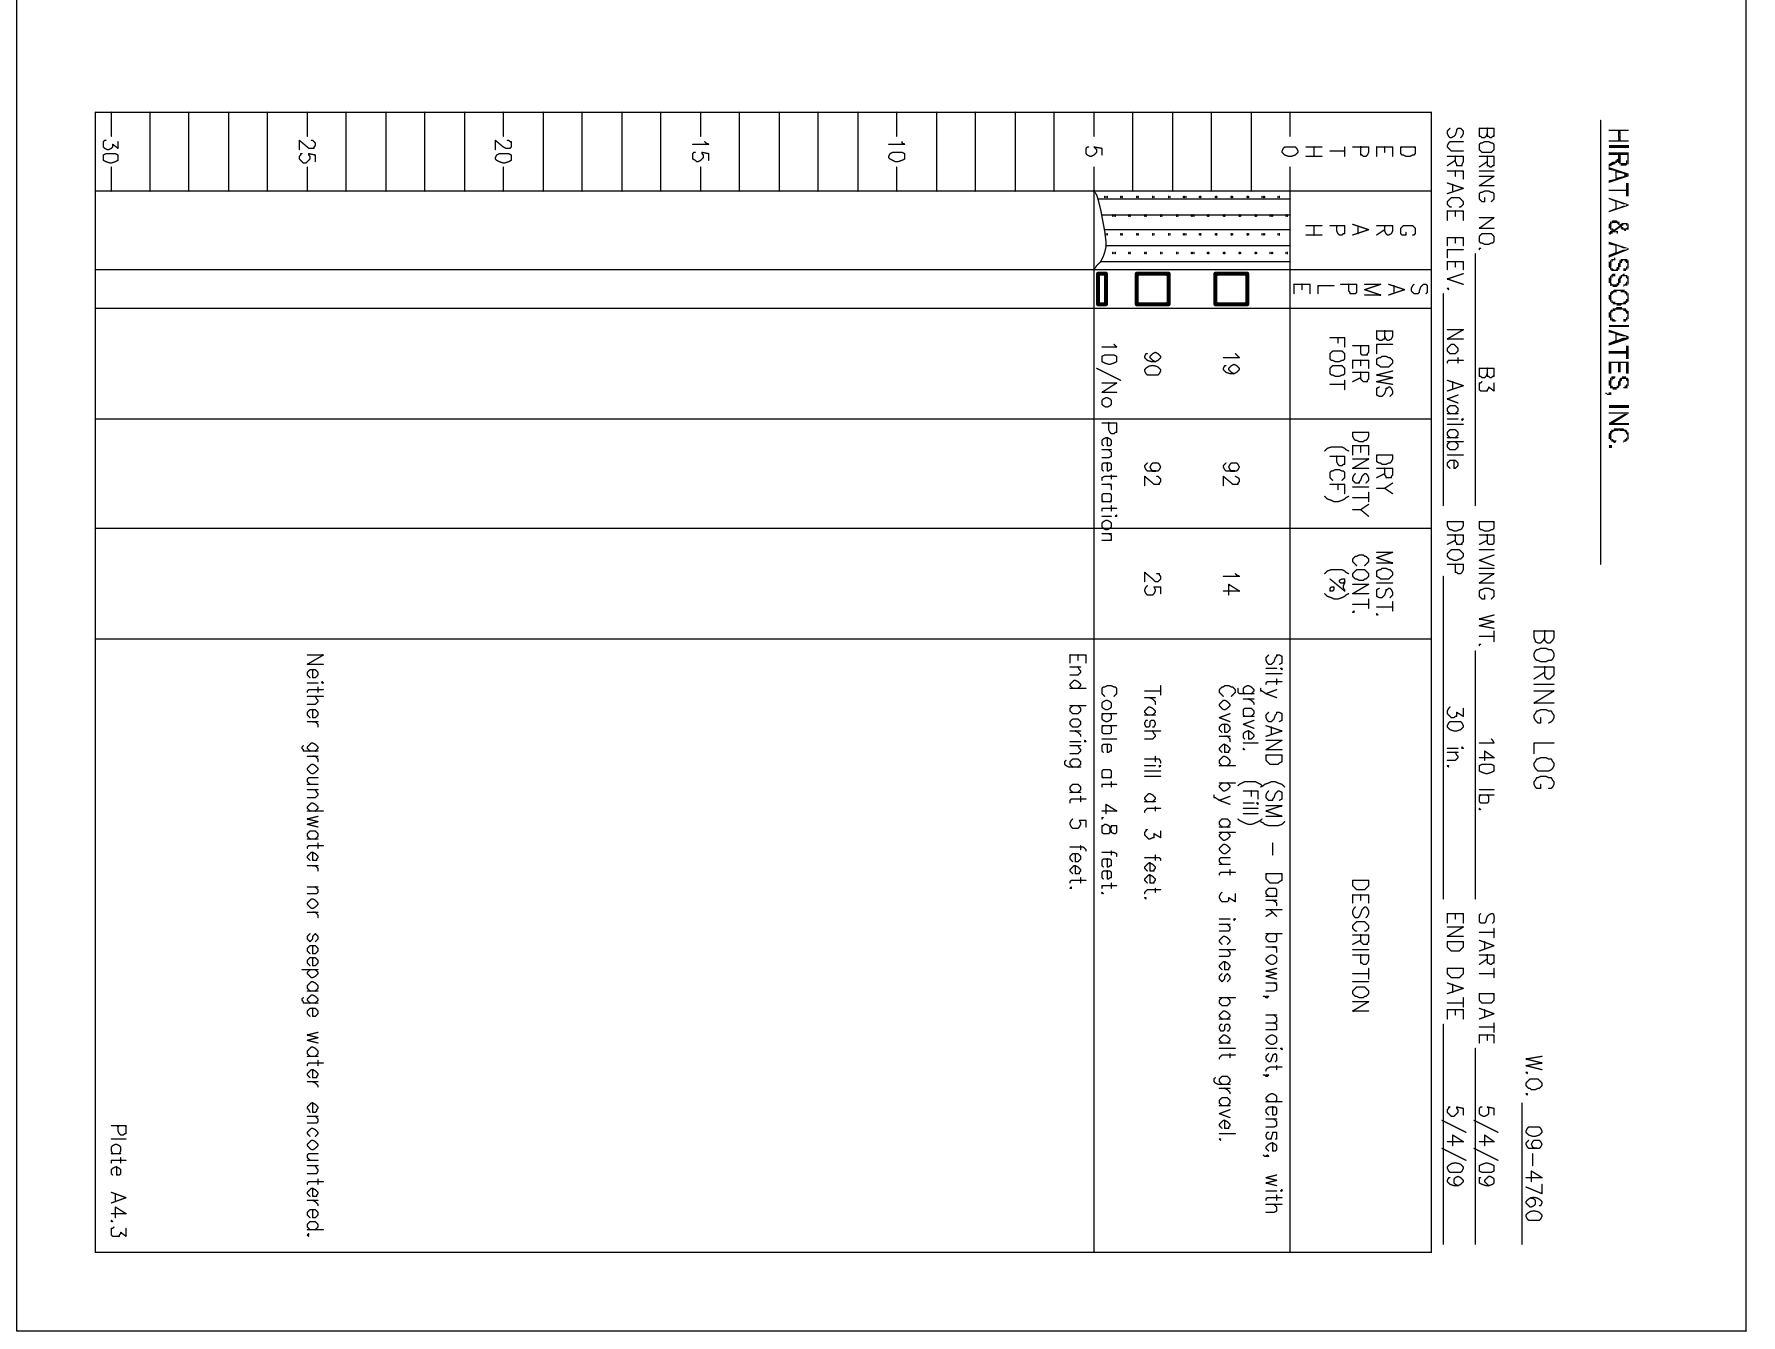 HIRATA & ASSOCIATES, INC.
BORING LOG
W.O. 09-4760
BORING NO. B3 DRIVING WT. 140 lb. START DATE 5/4/09
SURFACE ELEV. Not Available DROP 30 in. END DATE 5/4/09
DEPTH
GRAPH
SAMPLE
BLOWS
PER
FOOT
DRY
DENSITY
(PCF)
MOIST.
CONT.
(%)
DESCRIPTION
0
Silty SAND (SM) – Dark brown, moist, dense, with
gravel. (Fill)
19 92 14 Covered by about 3 inches basalt gravel.
90 92 25 Trash fill at 3 feet.
10/No Penetration Cobble at 4.8 feet.
5
End boring at 5 feet.
10
15
20
25 Neither groundwater nor seepage water encountered.
30 Plate A4.3